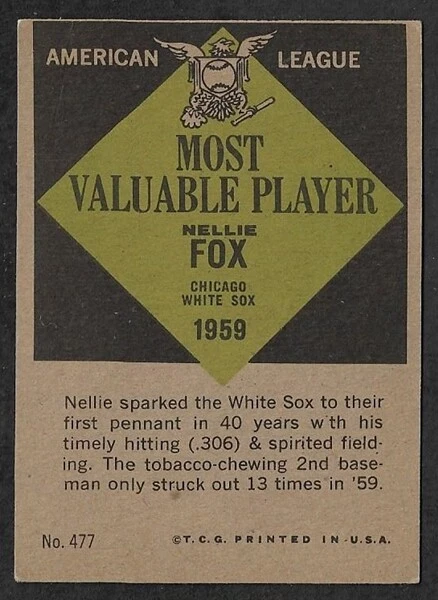 AMERICAN LEAGUE
MOST
VALUABLE PLAYER
NELLIE
FOX
CHICAGO
WHITE SOX
1959
Nellie sparked the White Sox to their
first pennant in 40 years w th his
timely hitting (.306) & spirited field-
ing. The tobacco-chewing 2nd base-
man only struck out 13 times in '59.
No. 477
©T.C.G. PRINTED IN U.S.A.